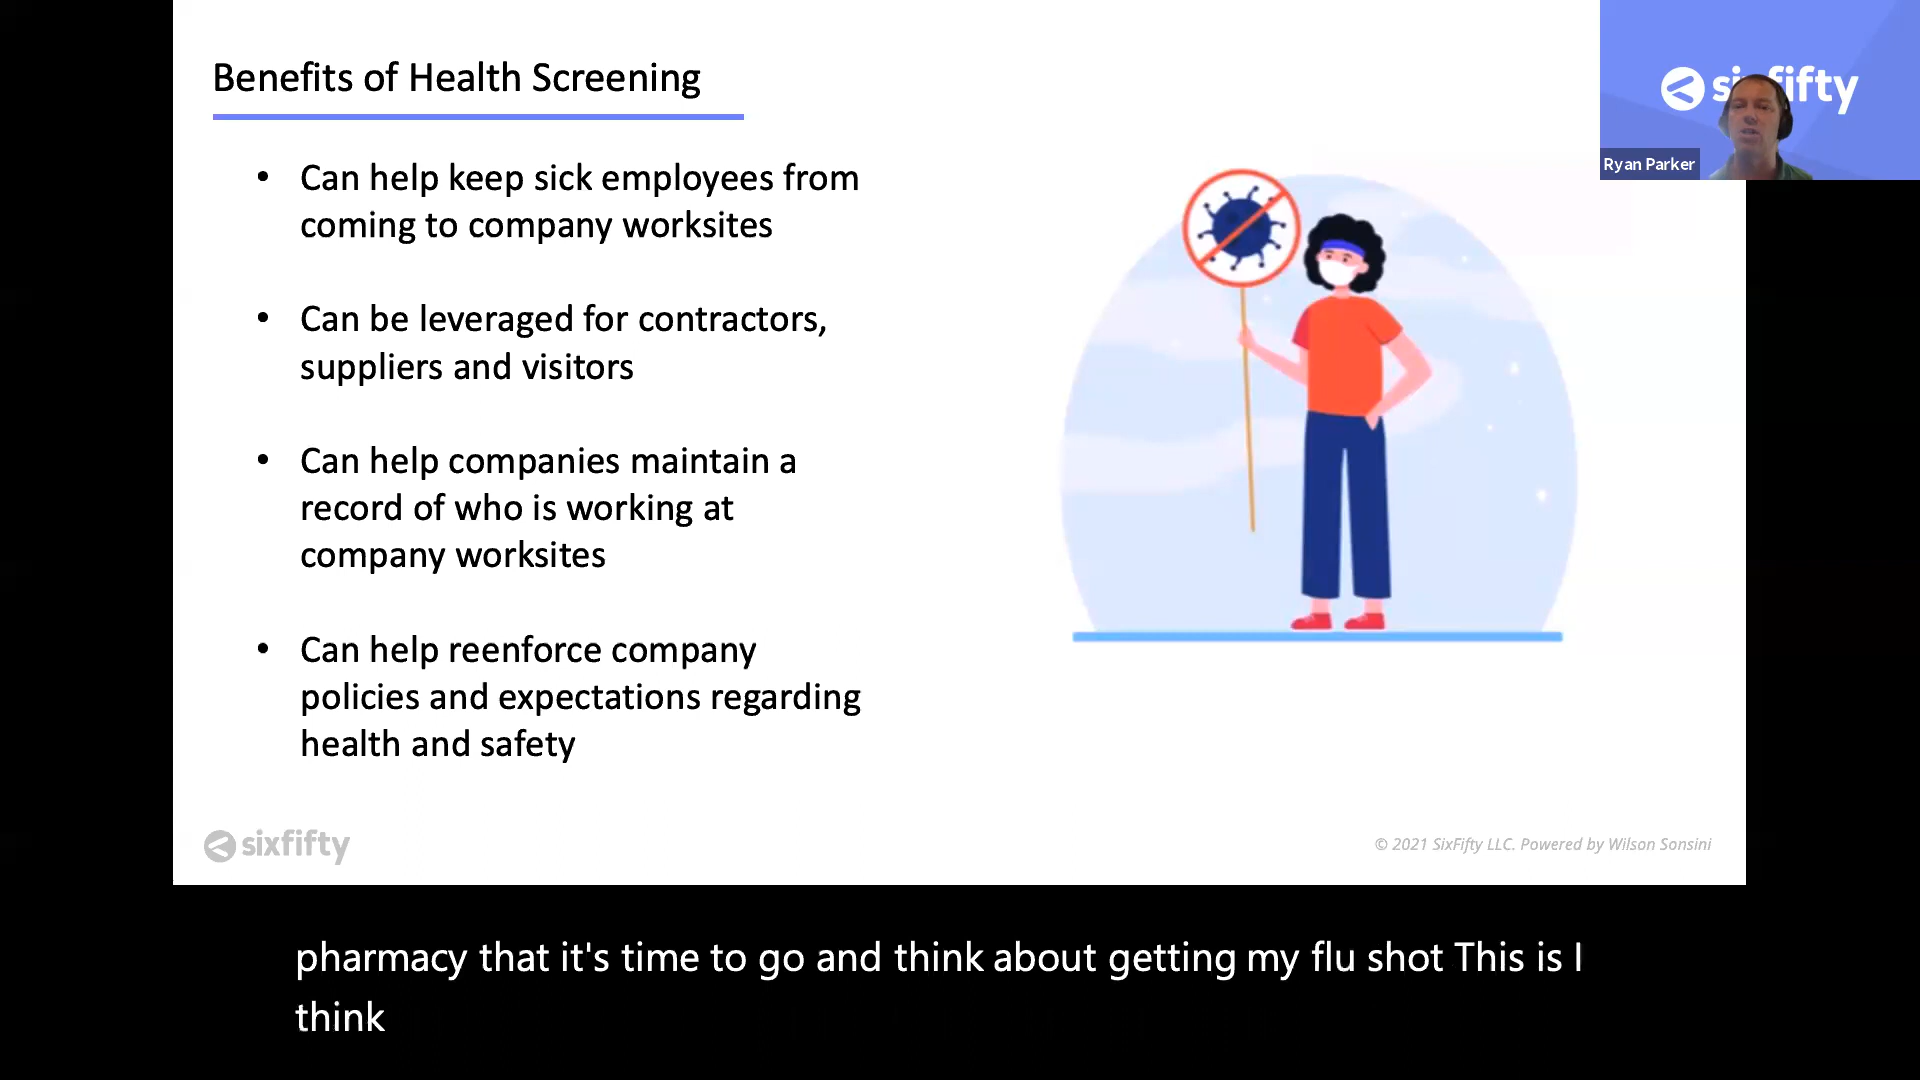 Benefits of Health Screening
• Can help keep sick employees from
coming to company worksites
• Can be leveraged for contractors,
suppliers and visitors
• Can help companies maintain a
record of who is working at
company worksites
• Can help reenforce company
policies and expectations regarding
health and safety
sixfifty
© 2021 SixFifty LLC. Powered by Wilson Sonsini
sixfifty
Ryan Parker
pharmacy that it's time to go and think about getting my flu shot This is I
think